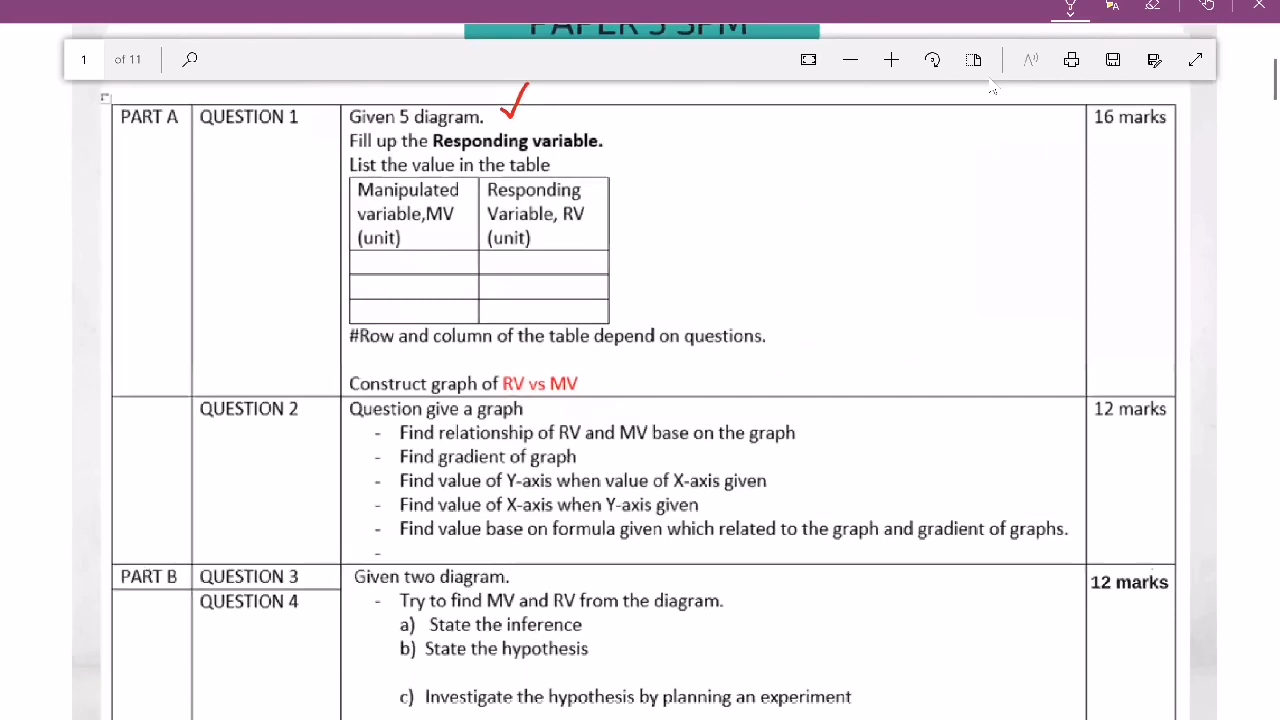 PAPER 3 SPM
1 of 11
PART A QUESTION 1 Given 5 diagram. 16 marks
Fill up the Responding variable.
List the value in the table
Manipulated Responding
variable,MV Variable, RV
(unit) (unit)
#Row and column of the table depend on questions.
Construct graph of RV vs MV
QUESTION 2 Question give a graph 12 marks
- Find relationship of RV and MV base on the graph
- Find gradient of graph
- Find value of Y-axis when value of X-axis given
- Find value of X-axis when Y-axis given
- Find value base on formula given which related to the graph and gradient of graphs.
-
PART B QUESTION 3 Given two diagram. 12 marks
QUESTION 4 - Try to find MV and RV from the diagram.
a) State the inference
b) State the hypothesis
c) Investigate the hypothesis by planning an experiment